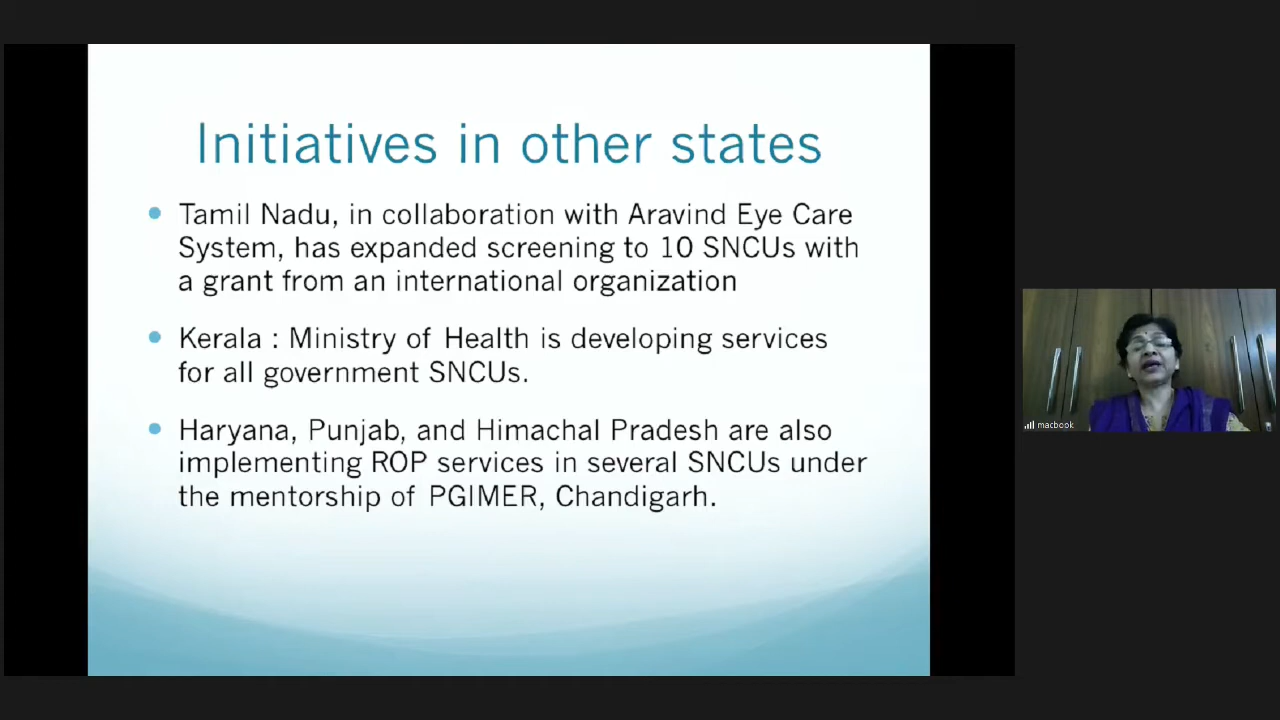 Initiatives in other states
• Tamil Nadu, in collaboration with Aravind Eye Care
System, has expanded screening to 10 SNCUs with
a grant from an international organization
• Kerala : Ministry of Health is developing services
for all government SNCUs.
• Haryana, Punjab, and Himachal Pradesh are also
implementing ROP services in several SNCUs under
the mentorship of PGIMER, Chandigarh.
macbook